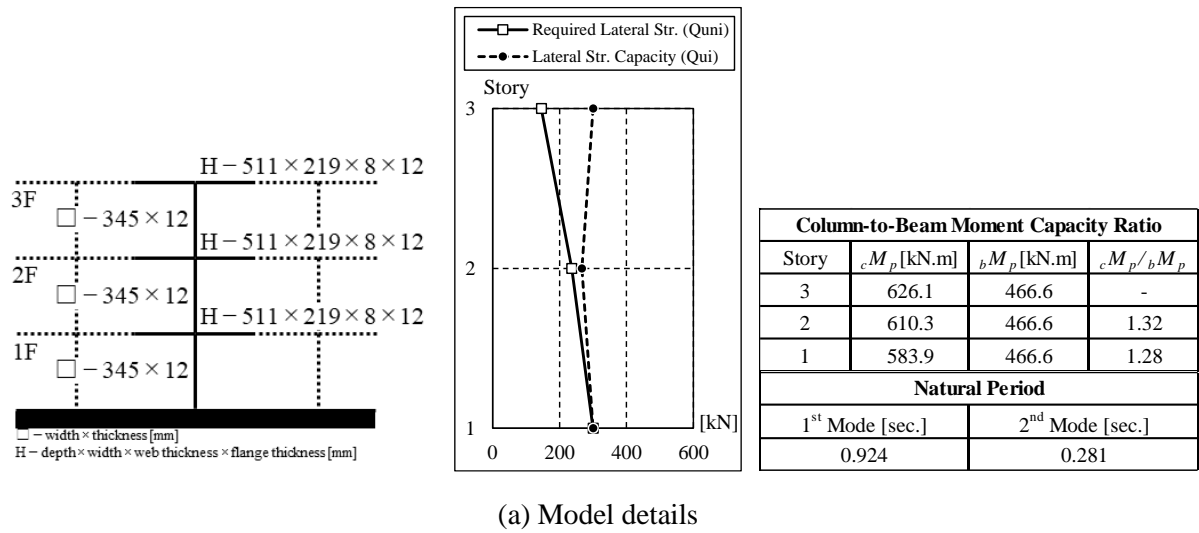 H－511×219×8×12
3F
□－345×12
H－511×219×8×12
2F
□－345×12
H－511×219×8×12
1F
□－345×12
□－width×thickness[mm]
H－depth×width×web thickness×flange thickness[mm]
Required Lateral Str. (Quni)
Lateral Str. Capacity (Qui)
Story
3
2
1
[kN]
0 200 400 600
Column-to-Beam Moment Capacity Ratio
Story cMp[kN.m] bMp[kN.m] cMp/bMp
3 626.1 466.6 -
2 610.3 466.6 1.32
1 583.9 466.6 1.28
Natural Period
1st Mode [sec.] 2nd Mode [sec.]
0.924 0.281
(a) Model details